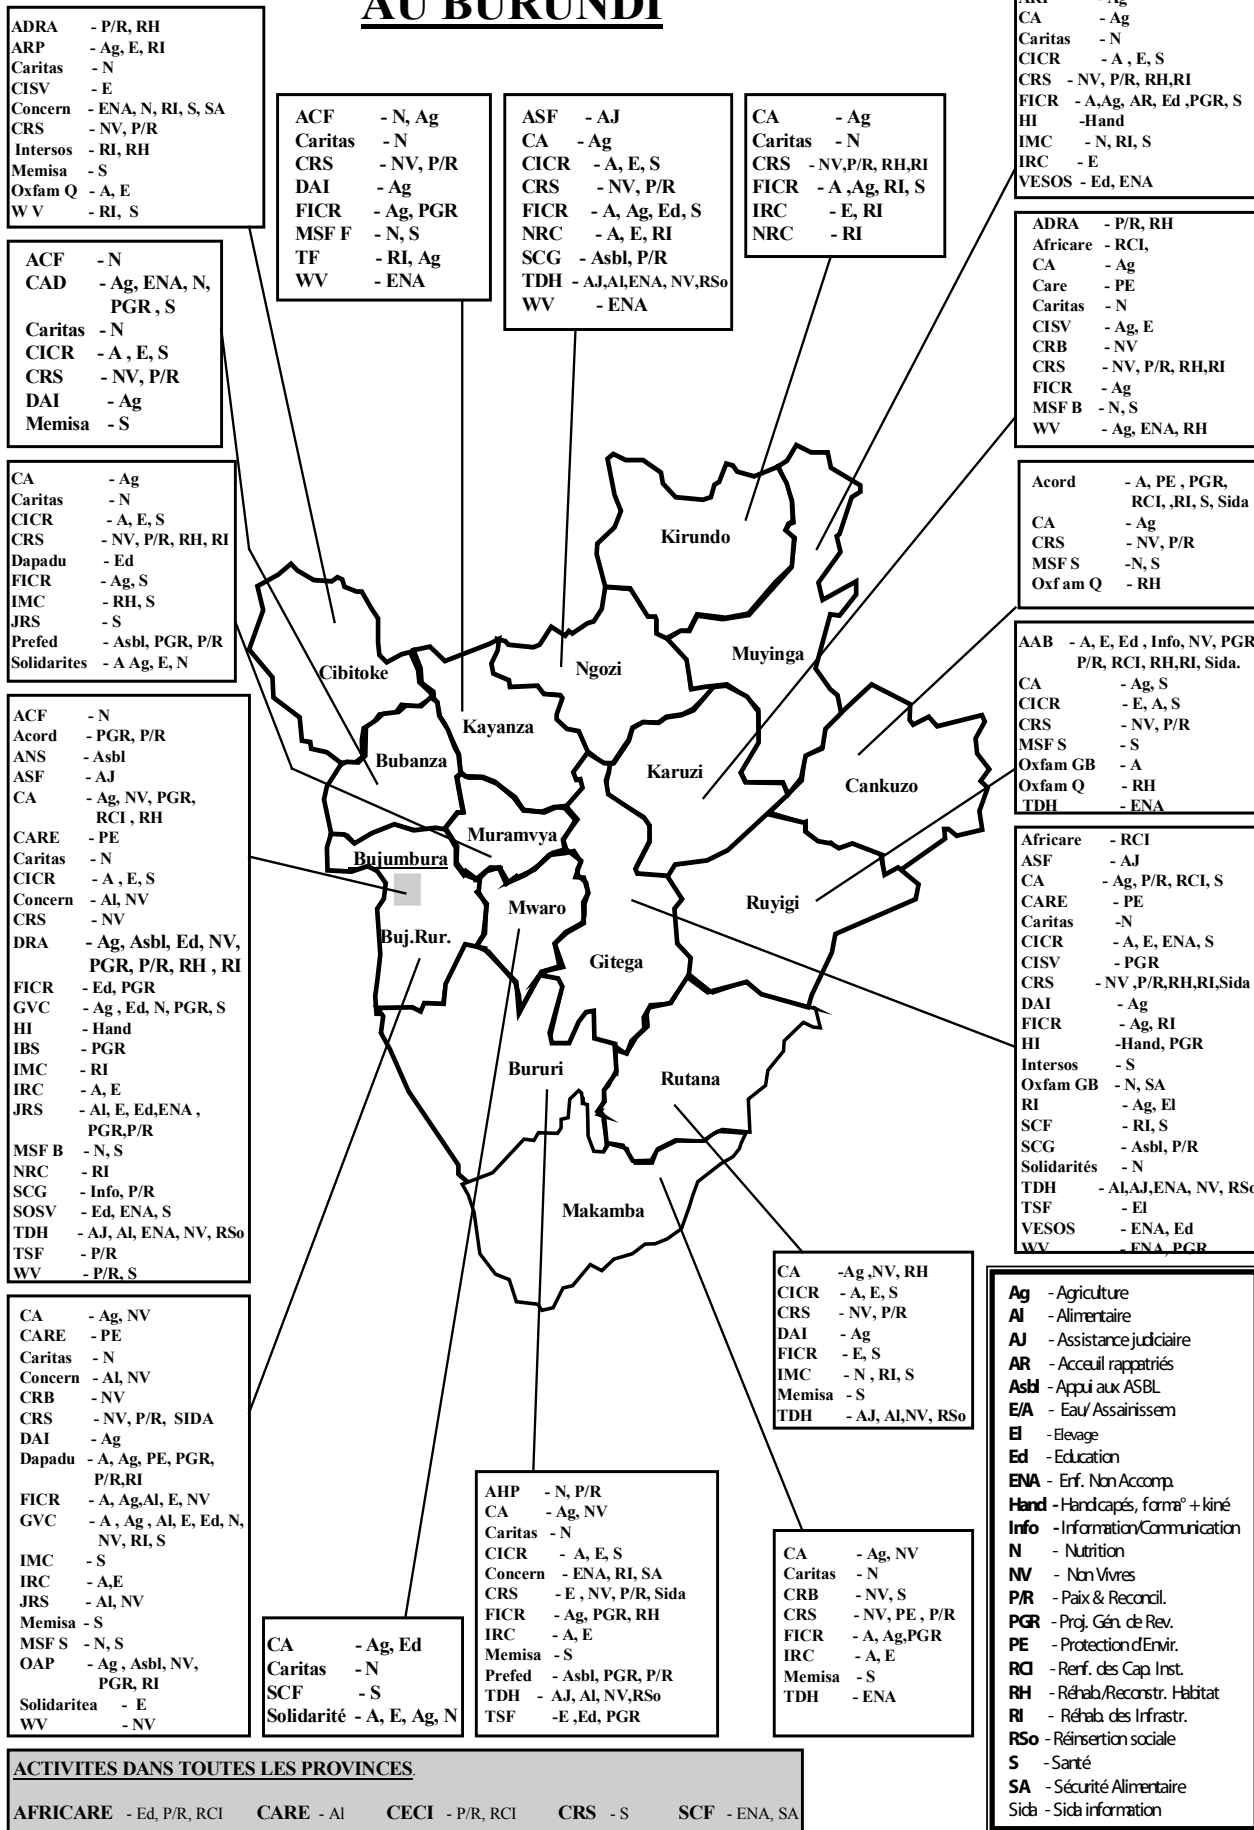 AU BURUNDI
ADRA - P/R, RH
ARP - Ag, E, RI
Caritas - N
CISV - E
Concern - ENA, N, RI, S, SA
CRS - NV, P/R
Intersos - RI, RH
Memisa - S
Oxfam Q - A, E
W V - RI, S
ACF - N
CAD - Ag, ENA, N,
PGR , S
Caritas - N
CICR - A , E, S
CRS - NV, P/R
DAI - Ag
Memisa - S
CA - Ag
Caritas - N
CICR - A, E, S
CRS - NV, P/R, RH, RI
Dapadu - Ed
FICR - Ag, S
IMC - RH, S
JRS - S
Prefed - Asbl, PGR, P/R
Solidarites - A Ag, E, N
ACF - N
Acord - PGR, P/R
ANS - Asbl
ASF - AJ
CA - Ag, NV, PGR,
RCI , RH
CARE - PE
Caritas - N
CICR - A , E, S
Concern - Al, NV
CRS - NV
DRA - Ag, Asbl, Ed, NV,
PGR, P/R, RH , RI
FICR - Ed, PGR
GVC - Ag , Ed, N, PGR, S
HI - Hand
IBS - PGR
IMC - RI
IRC - A, E
JRS - Al, E, Ed,ENA ,
PGR,P/R
MSF B - N, S
NRC - RI
SCG - Info, P/R
SOSV - Ed, ENA, S
TDH - AJ, Al, ENA, NV, RSo
TSF - P/R
WV - P/R, S
CA - Ag, NV
CARE - PE
Caritas - N
Concern - Al, NV
CRB - NV
CRS - NV, P/R, SIDA
DAI - Ag
Dapadu - A, Ag, PE, PGR,
P/R,RI
FICR - A, Ag,Al, E, NV
GVC - A , Ag , Al, E, Ed, N,
NV, RI, S
IMC - S
IRC - A,E
JRS - Al, NV
Memisa - S
MSF S - N, S
OAP - Ag , Asbl, NV,
PGR, RI
Solidaritea - E
WV - NV
ACF - N, Ag
Caritas - N
CRS - NV, P/R
DAI - Ag
FICR - Ag, PGR
MSF F - N, S
TF - RI, Ag
WV - ENA
ASF - AJ
CA - Ag
CICR - A, E, S
CRS - NV, P/R
FICR - A, Ag, Ed, S
NRC - A, E, RI
SCG - Asbl, P/R
TDH - AJ,Al,ENA, NV,RSo
WV - ENA
CA - Ag
Caritas - N
CRS - NV,P/R, RH,RI
FICR - A ,Ag, RI, S
IRC - E, RI
NRC - RI
CA - Ag
Caritas - N
CICR - A , E, S
CRS - NV, P/R, RH,RI
FICR - A,Ag, AR, Ed ,PGR, S
HI -Hand
IMC - N, RI, S
IRC - E
VESOS - Ed, ENA
ADRA - P/R, RH
Africare - RCI,
CA - Ag
Care - PE
Caritas - N
CISV - Ag, E
CRB - NV
CRS - NV, P/R, RH,RI
FICR - Ag
MSF B - N, S
WV - Ag, ENA, RH
Acord - A, PE , PGR,
RCI, ,RI, S, Sida
CA - Ag
CRS - NV, P/R
MSF S -N, S
Oxf am Q - RH
AAB - A, E, Ed , Info, NV, PGR
P/R, RCI, RH,RI, Sida.
CA - Ag, S
CICR - E, A, S
CRS - NV, P/R
MSF S - S
Oxfam GB - A
Oxfam Q - RH
TDH - ENA
Africare - RCI
ASF - AJ
CA - Ag, P/R, RCI, S
CARE - PE
Caritas -N
CICR - A, E, ENA, S
CISV - PGR
CRS - NV ,P/R,RH,RI,Sida
DAI - Ag
FICR - Ag, RI
HI -Hand, PGR
Intersos - S
Oxfam GB - N, SA
RI - Ag, El
SCF - RI, S
SCG - Asbl, P/R
Solidarités - N
TDH - Al,AJ,ENA, NV, RSo
TSF - El
VESOS - ENA, Ed
WV - ENA, PGR
Kirundo
Muyinga
Ngozi
Cibitoke
Kayanza
Bubanza
Karuzi
Cankuzo
Muramvya
Bujumbura
Mwaro
Ruyigi
Buj.Rur.
Gitega
Bururi
Rutana
Makamba
CA - Ag, Ed
Caritas - N
SCF - S
Solidarité - A, E, Ag, N
AHP - N, P/R
CA - Ag, NV
Caritas - N
CICR - A, E, S
Concern - ENA, RI, SA
CRS - E , NV, P/R, Sida
FICR - Ag, PGR, RH
IRC - A, E
Memisa - S
Prefed - Asbl, PGR, P/R
TDH - AJ, Al, NV,RSo
TSF -E ,Ed, PGR
CA -Ag ,NV, RH
CICR - A, E, S
CRS - NV, P/R
DAI - Ag
FICR - E, S
IMC - N , RI, S
Memisa - S
TDH - AJ, Al,NV, RSo
CA - Ag, NV
Caritas - N
CRB - NV, S
CRS - NV, PE , P/R
FICR - A, Ag,PGR
IRC - A, E
Memisa - S
TDH - ENA
Ag - Agriculture
Al - Alimentaire
AJ - Assistance judiciaire
AR - Acceuil rappatriés
Asbl - Appui aux ASBL
E/A - Eau/ Assainissem
El - Elevage
Ed - Education
ENA - Enf. Non Accomp.
Hand - Handicapés, forma° + kiné
Info - Information/Communication
N - Nutrition
NV - Non Vivres
P/R - Paix & Reconcil.
PGR - Proj. Gén. de Rev.
PE - Protection d'Envir.
RCI - Renf. des Cap. Inst.
RH - Réhab./Reconstr. Habitat
RI - Réhab. des Infrastr.
RSo - Réinsertion sociale
S - Santé
SA - Sécurité Alimentaire
Sida - Sida information
ACTIVITES DANS TOUTES LES PROVINCES.
AFRICARE - Ed, P/R, RCI CARE - Al CECI - P/R, RCI CRS - S SCF - ENA, SA